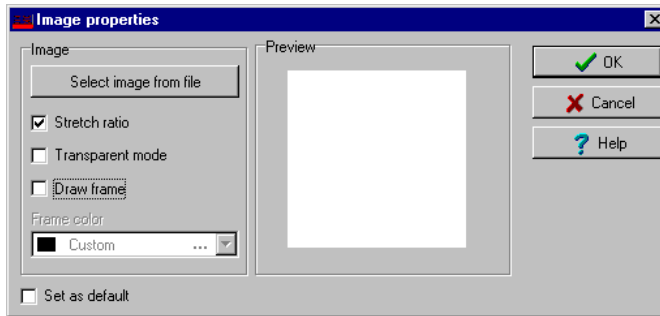 Image properties
Image
Select image from file
Stretch ratio
Transparent mode
Draw frame
Frame color
Custom ...
Set as default
Preview
OK
Cancel
Help